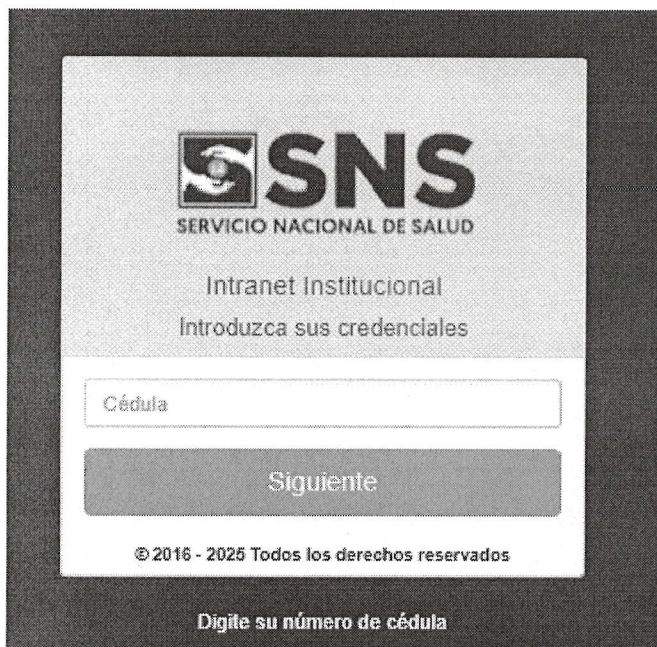 SNS
SERVICIO NACIONAL DE SALUD
Intranet Institucional
Introduzca sus credenciales
Cédula
Siguiente
© 2016 - 2025 Todos los derechos reservados
Digite su número de cédula